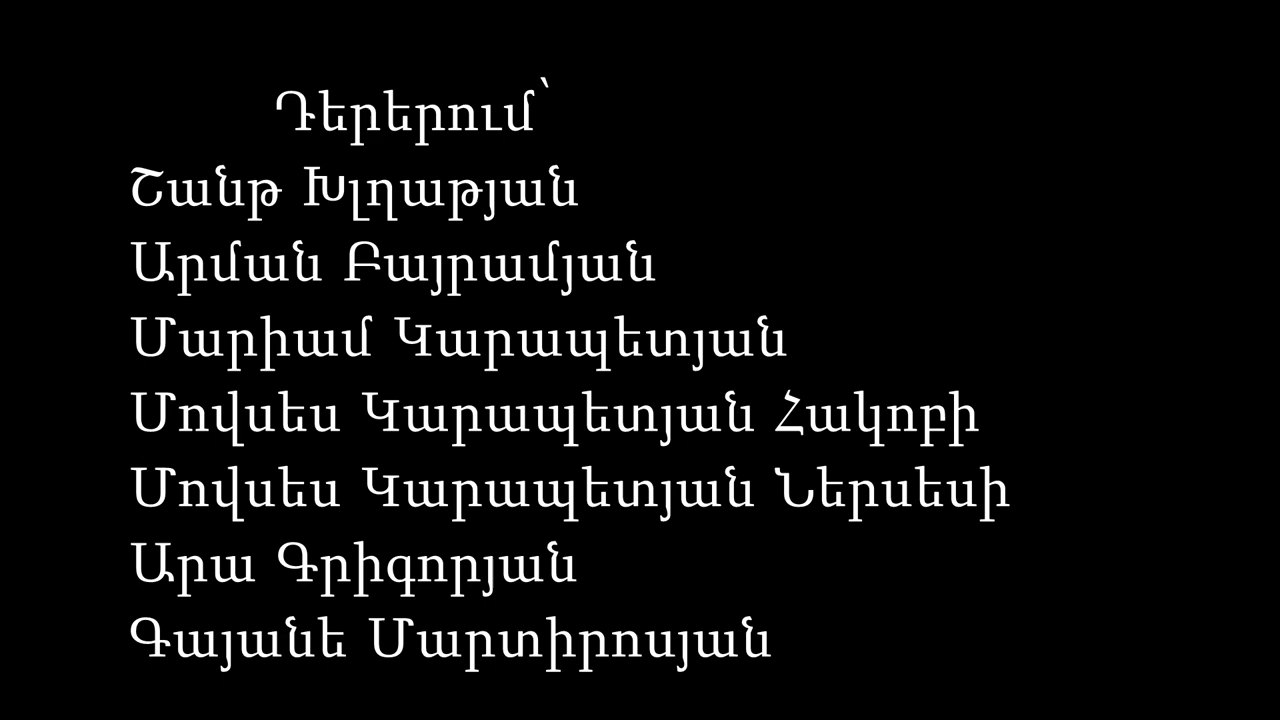 Դերերում՝
Շանթ Խլղաթյան
Արման Բայրամյան
Մարիամ Կարապետյան
Մովսես Կարապետյան Հակոբի
Մովսես Կարապետյան Ներսեսի
Արա Գրիգորյան
Գայանե Մարտիրոսյան